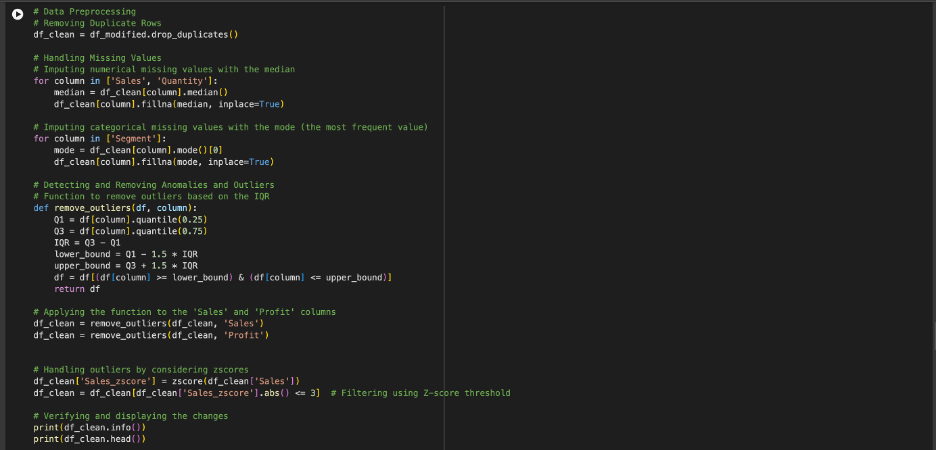 # Data Preprocessing
# Removing Duplicate Rows
df_clean = df_modified.drop_duplicates()
# Handling Missing Values
# Imputing numerical missing values with the median
for column in ['Sales', 'Quantity']:
    median = df_clean[column].median()
    df_clean[column].fillna(median, inplace=True)
# Imputing categorical missing values with the mode (the most frequent value)
for column in ['Segment']:
    mode = df_clean[column].mode()[0]
    df_clean[column].fillna(mode, inplace=True)
# Detecting and Removing Anomalies and Outliers
# Function to remove outliers based on the IQR
def remove_outliers(df, column):
    Q1 = df[column].quantile(0.25)
    Q3 = df[column].quantile(0.75)
    IQR = Q3 - Q1
    lower_bound = Q1 - 1.5 * IQR
    upper_bound = Q3 + 1.5 * IQR
    df = df[(df[column] >= lower_bound) & (df[column] <= upper_bound)]
    return df
# Applying the function to the 'Sales' and 'Profit' columns
df_clean = remove_outliers(df_clean, 'Sales')
df_clean = remove_outliers(df_clean, 'Profit')
# Handling outliers by considering zscores
df_clean['Sales_zscore'] = zscore(df_clean['Sales'])
df_clean = df_clean[df_clean['Sales_zscore'].abs() <= 3]  # Filtering using Z-score threshold
# Verifying and displaying the changes
print(df_clean.info())
print(df_clean.head())